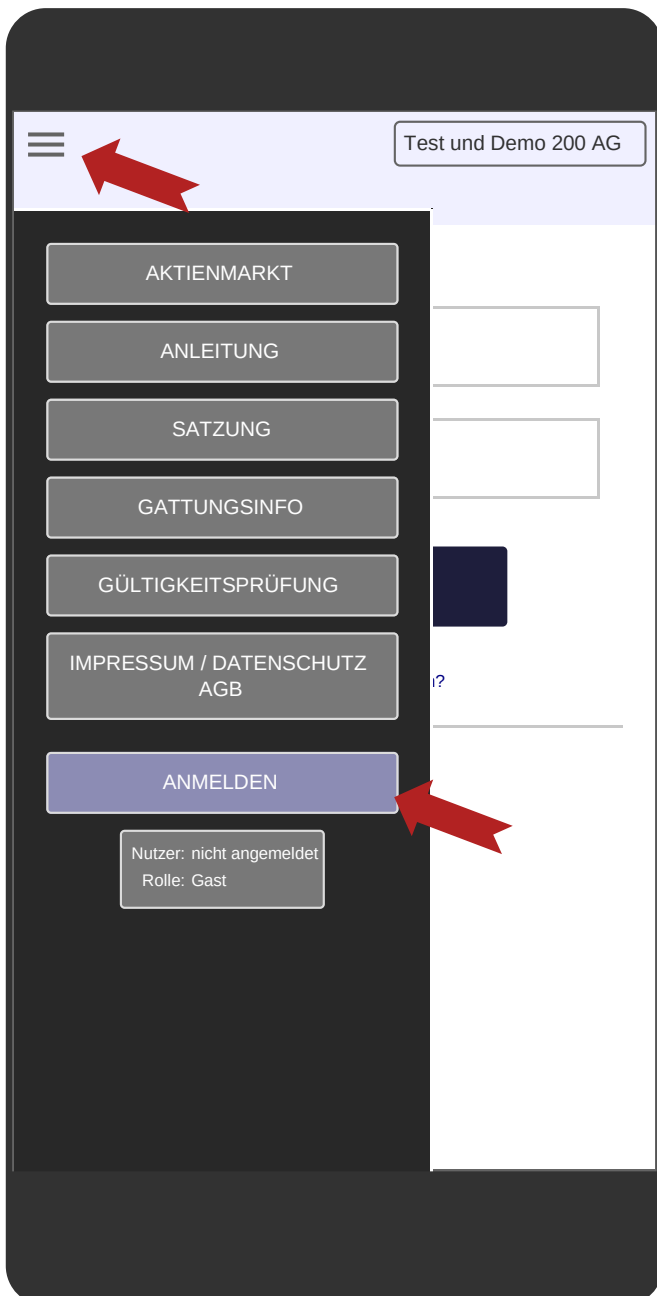 Test und Demo 200 AG
AKTIENMARKT
ANLEITUNG
SATZUNG
GATTUNGSINFO
GÜLTIGKEITSPRÜFUNG
IMPRESSUM / DATENSCHUTZ
AGB
?
ANMELDEN
Nutzer: nicht angemeldet
Rolle: Gast